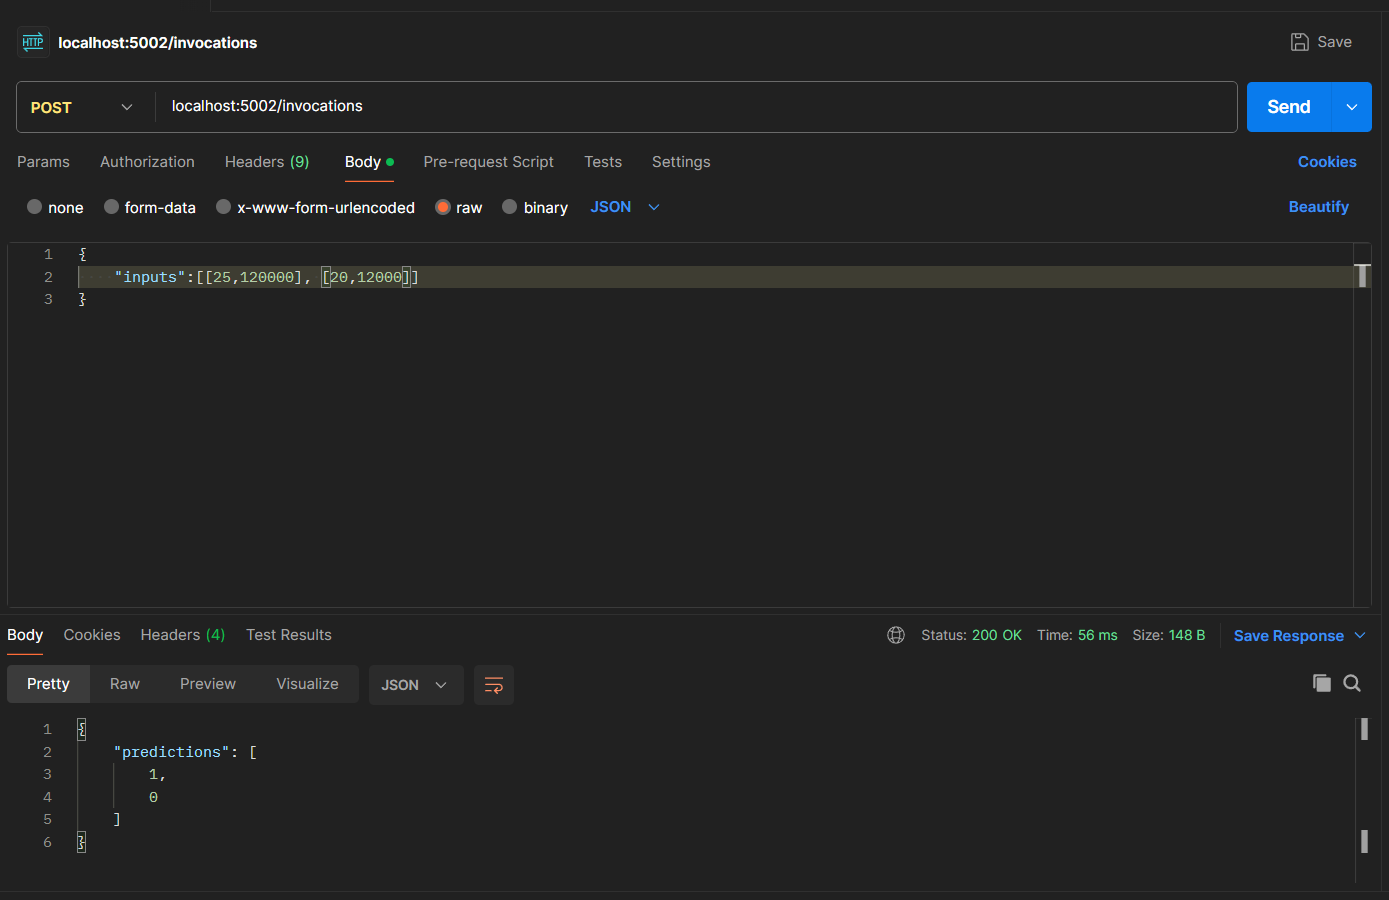 HTTP localhost:5002/invocations Save
POST localhost:5002/invocations Send
Params Authorization Headers (9) Body Pre-request Script Tests Settings Cookies
none form-data x-www-form-urlencoded raw binary JSON Beautify
1 {
2 "inputs":[[25,120000], [20,12000]]
3 }
Body Cookies Headers (4) Test Results Status: 200 OK Time: 56 ms Size: 148 B Save Response
Pretty Raw Preview Visualize JSON
1 {
2 "predictions": [
3 1,
4 0
5 ]
6 }